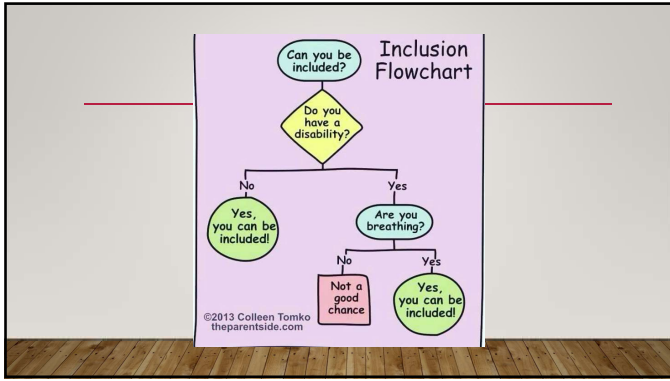 Inclusion
Flowchart
Can you be
included?
Do you
have a
disability?
No
Yes
Yes,
you can be
included!
Are you
breathing?
No
Yes
Not a
good
chance
Yes,
you can be
included!
©2013 Colleen Tomko
theparentside.com